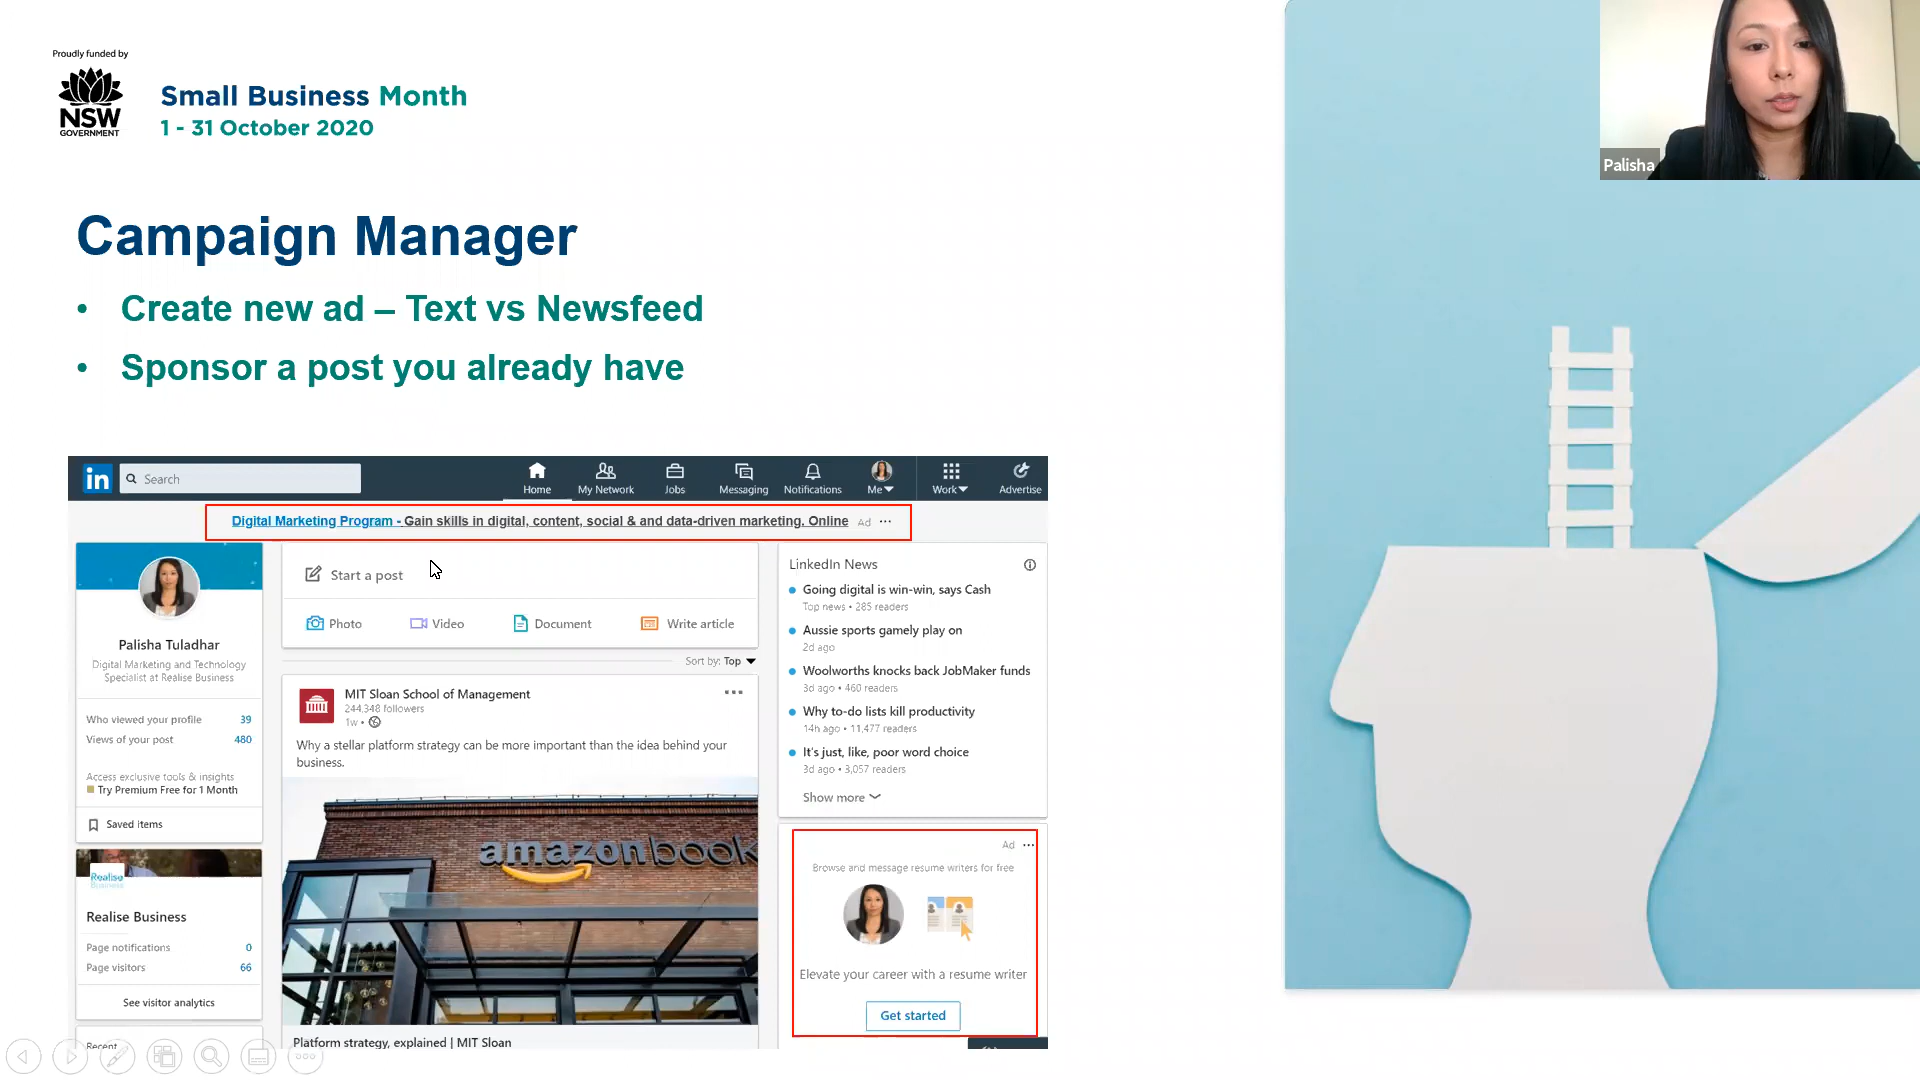 Proudly funded by
NSW
GOVERNMENT
Small Business Month
1 - 31 October 2020
Palisha
Campaign Manager
• Create new ad – Text vs Newsfeed
• Sponsor a post you already have
in
Search
Home
My Network
Jobs
Messaging
Notifications
Me
Work
Advertise
Digital Marketing Program - Gain skills in digital, content, social & and data-driven marketing. Online Ad ···
Palisha Tuladhar
Digital Marketing and Technology
Specialist at Realise Business
Who viewed your profile 39
Views of your post 480
Access exclusive tools & insights
Try Premium Free for 1 Month
Saved items
Realise
Business
Realise Business
Page notifications 0
Page visitors 66
See visitor analytics
Recent
Start a post
Photo
Video
Document
Write article
Sort by: Top
MIT Sloan School of Management
244,348 followers
1w •
Why a stellar platform strategy can be more important than the idea behind your
business.
amazonbook
Platform strategy, explained | MIT Sloan
LinkedIn News
• Going digital is win-win, says Cash
Top news • 285 readers
• Aussie sports gamely play on
2d ago
• Woolworths knocks back JobMaker funds
3d ago • 460 readers
• Why to-do lists kill productivity
14h ago • 11,477 readers
• It's just, like, poor word choice
3d ago • 3,057 readers
Show more
Ad ···
Browse and message resume writers for free
Elevate your career with a resume writer
Get started